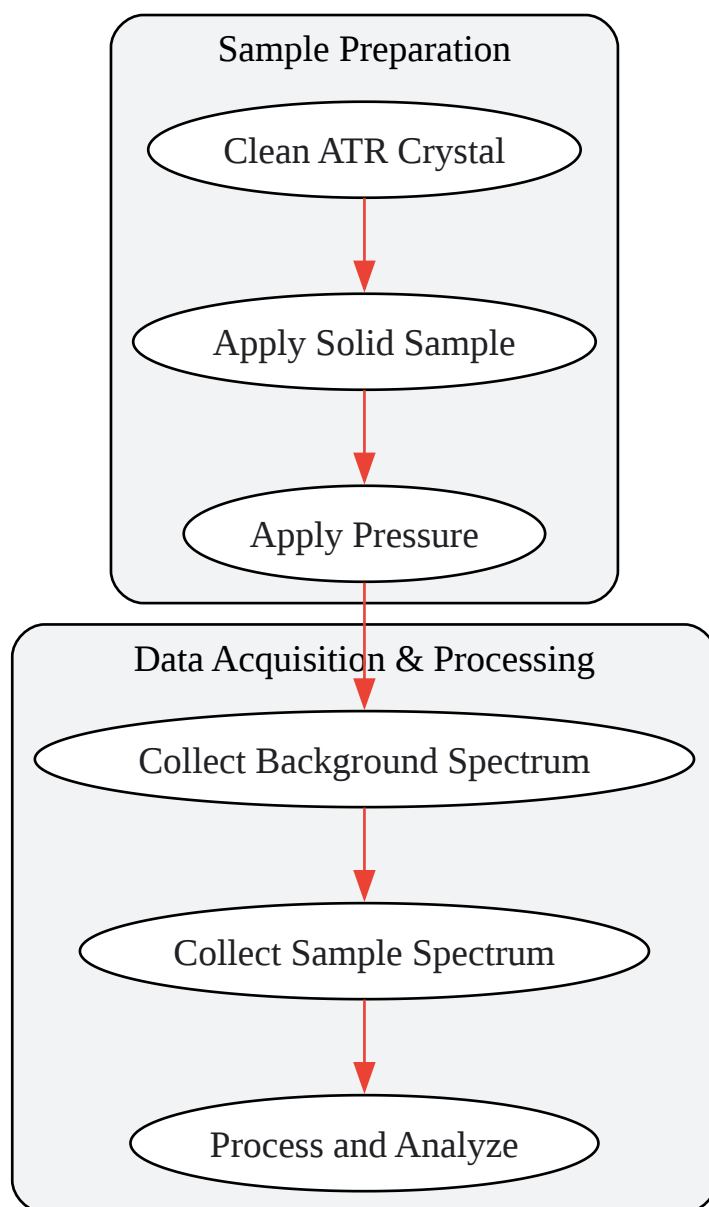 Sample Preparation
Clean ATR Crystal
Apply Solid Sample
Apply Pressure
Data Acquisition & Processing
Collect Background Spectrum
Collect Sample Spectrum
Process and Analyze